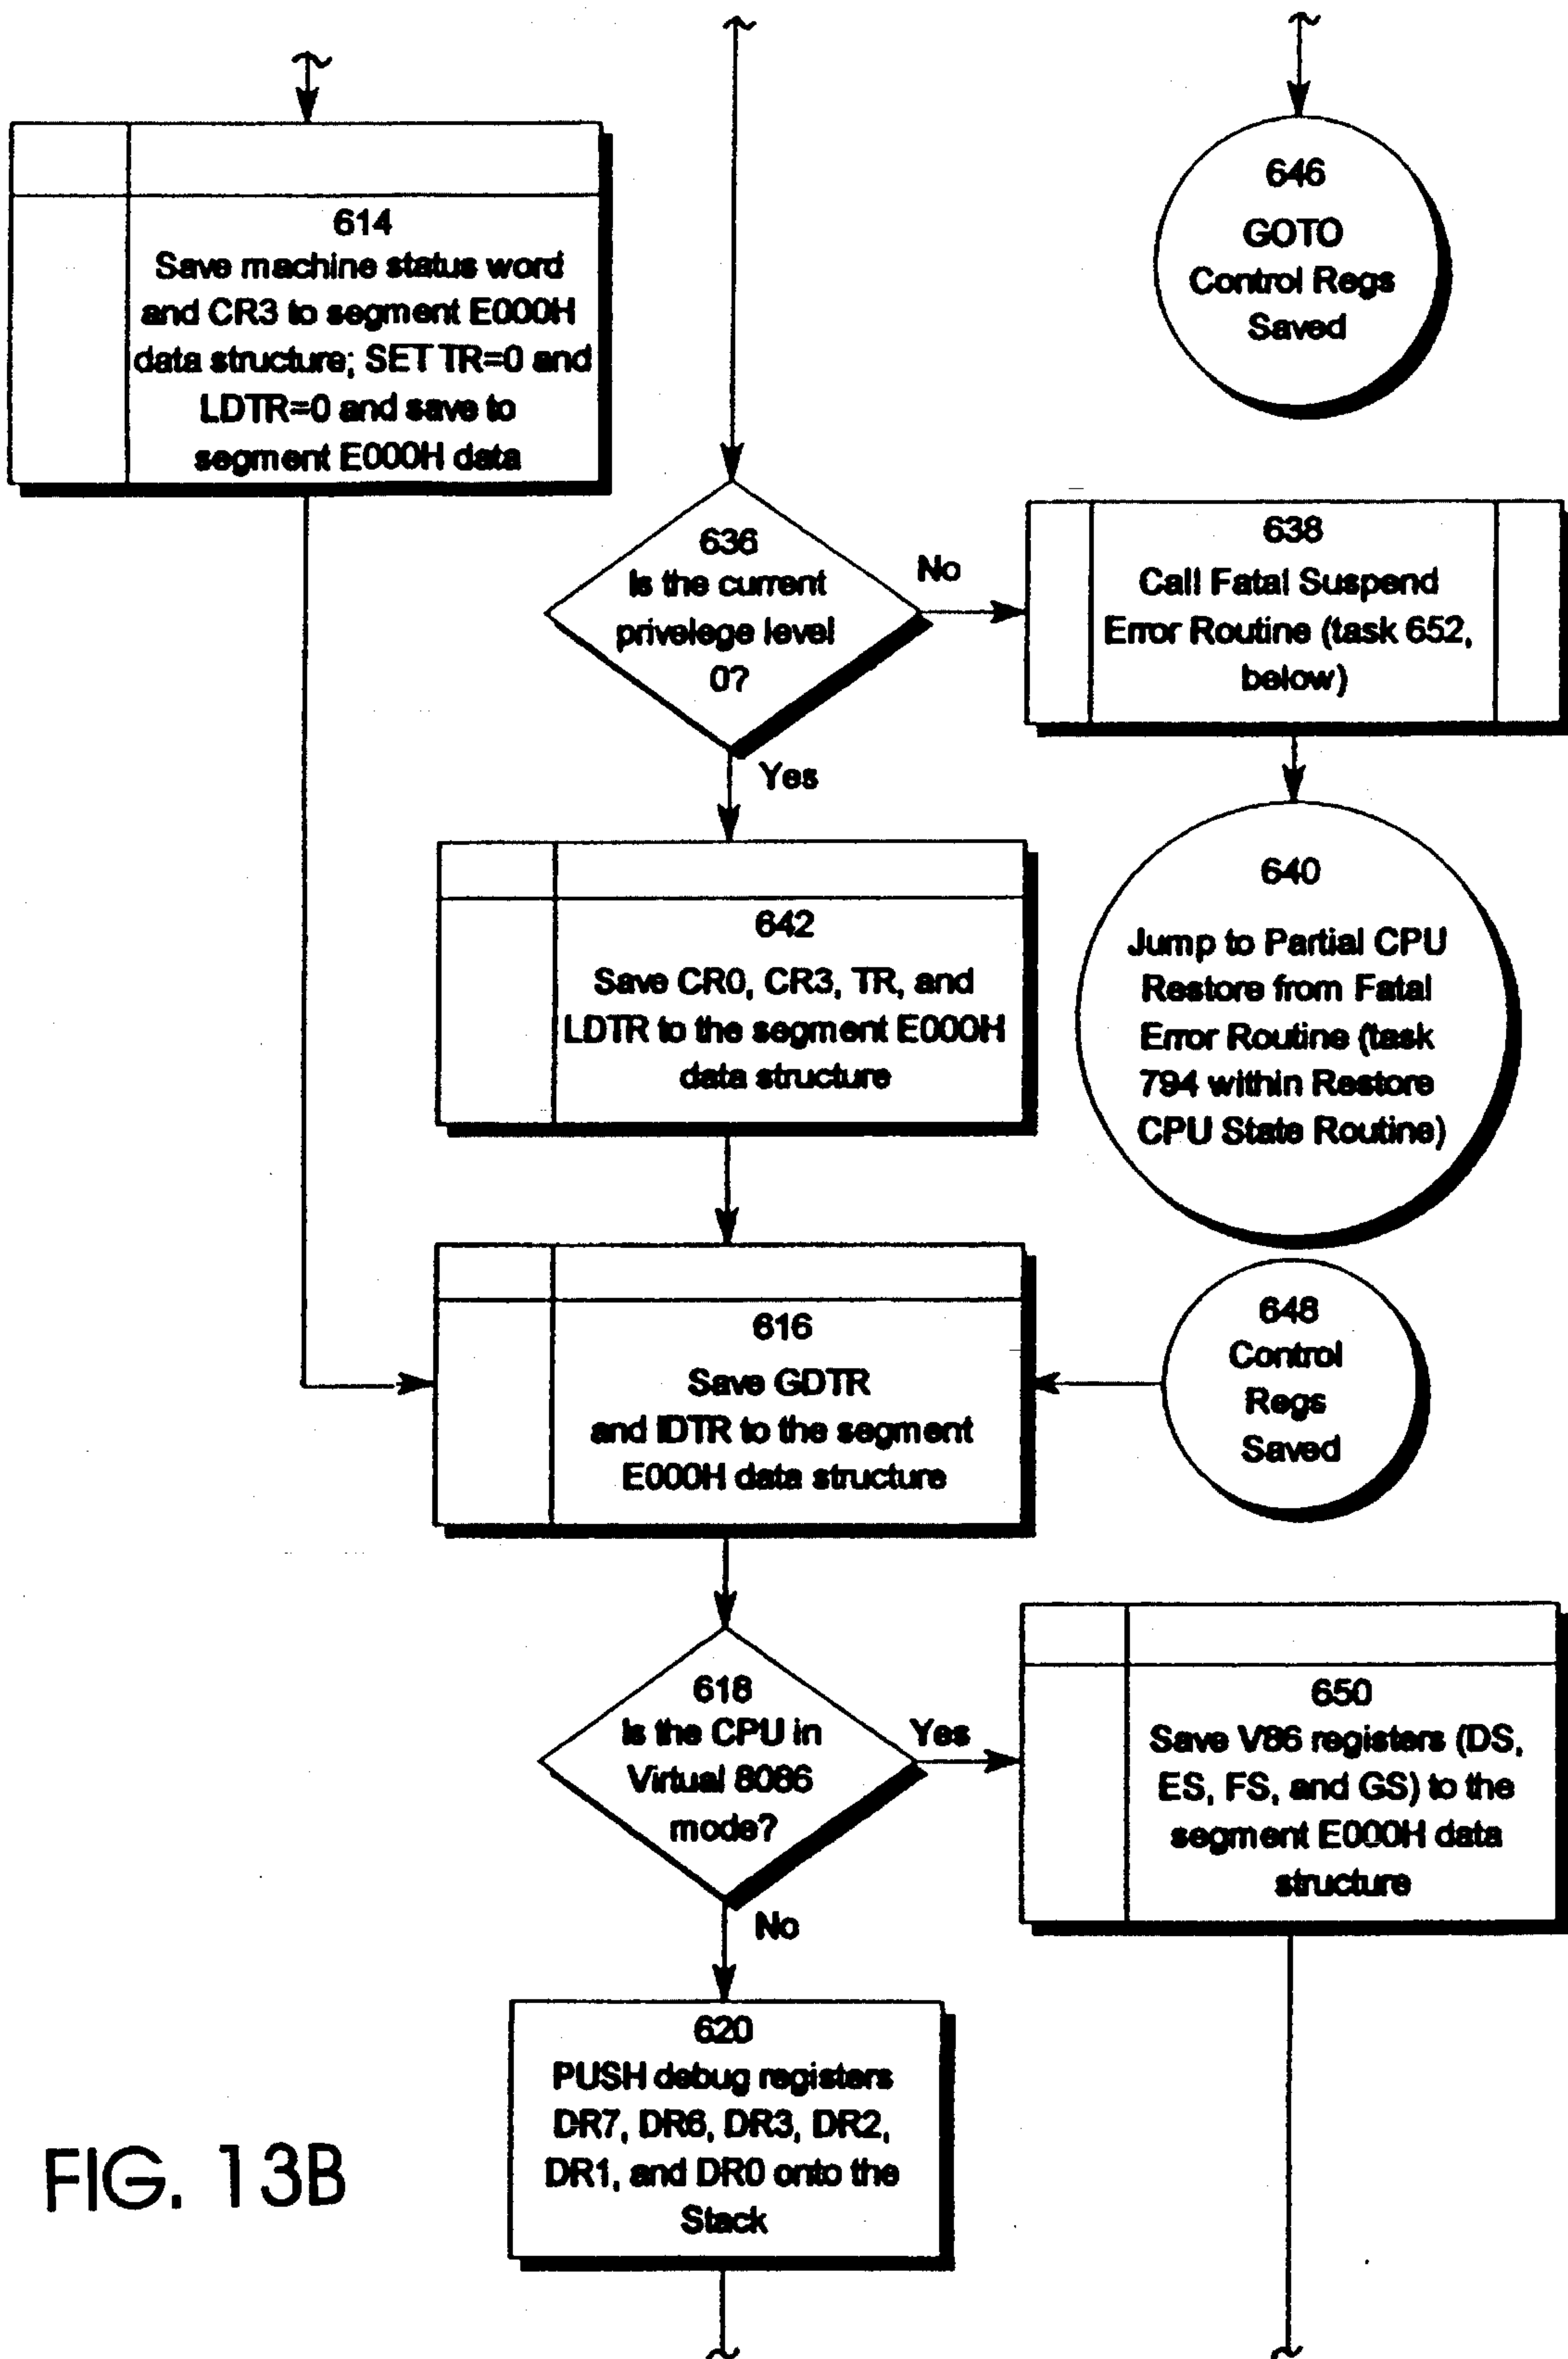 614
Save machine status word
and CR3 to segment E000H
data structure; SET TR=0 and
LDTR=0 and save to
segment E000H data
646
GOTO
Control Regs
Saved
636
Is the current
privelege level
0?
No
Yes
638
Call Fatal Suspend
Error Routine (task 652,
below)
640
Jump to Partial CPU
Restore from Fatal
Error Routine (task
794 within Restore
CPU State Routine)
642
Save CR0, CR3, TR, and
LDTR to the segment E000H
data structure
616
Save GDTR
and IDTR to the segment
E000H data structure
648
Control
Regs
Saved
618
Is the CPU in
Virtual 8086
mode?
Yes
No
650
Save V86 registers (DS,
ES, FS, and GS) to the
segment E000H data
structure
620
PUSH debug registers
DR7, DR6, DR3, DR2,
DR1, and DR0 onto the
Stack
FIG. 13B